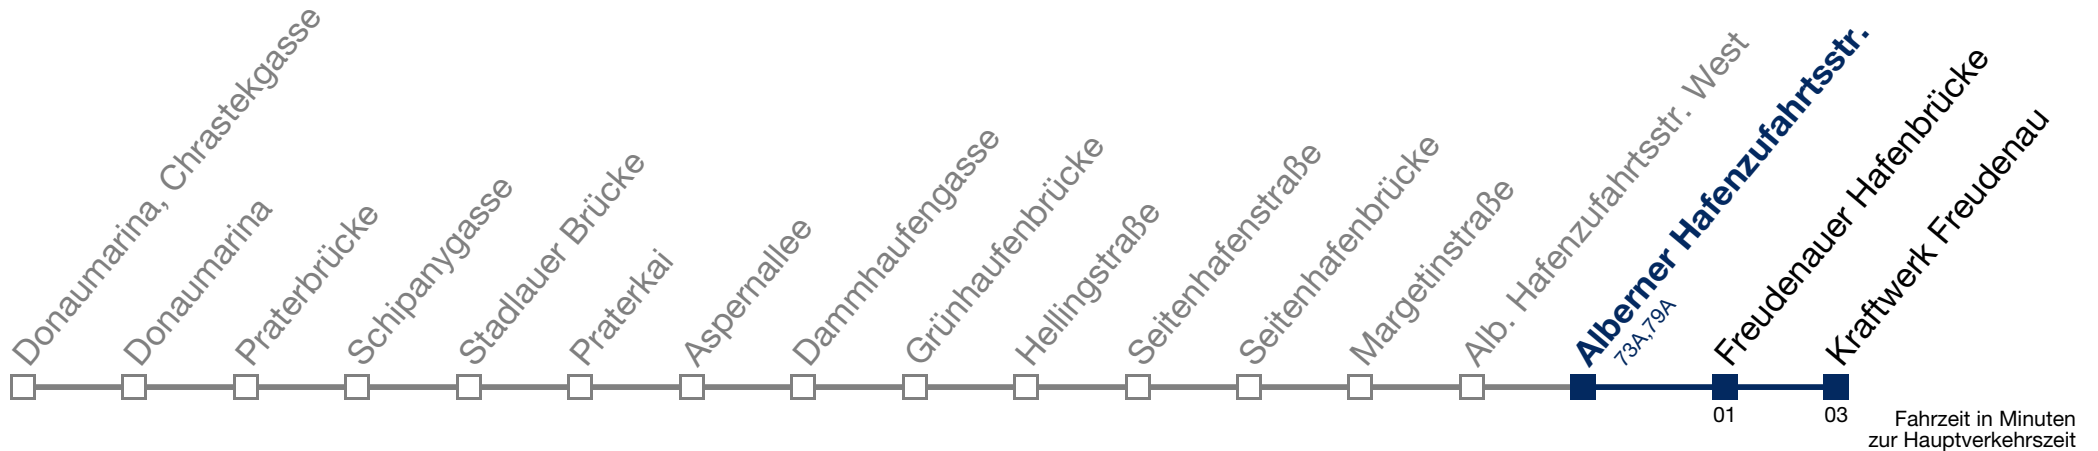 Donaumarina, Chrastekgasse
Donaumarina
Praterbrücke
Schipanygasse
Stadlauer Brücke
Praterkai
Aspernallee
Dammhaufengasse
Grünhaufenbrücke
Hellingstraße
Seitenhafenstraße
Seitenhafenbrücke
Margetinstraße
Alb. Hafenzufahrtsstr. West
Alberner Hafenzufahrtsstr.
73A,79A
Freudenauer Hafenbrücke
Kraftwerk Freudenau
01
03
Fahrzeit in Minuten
zur Hauptverkehrszeit